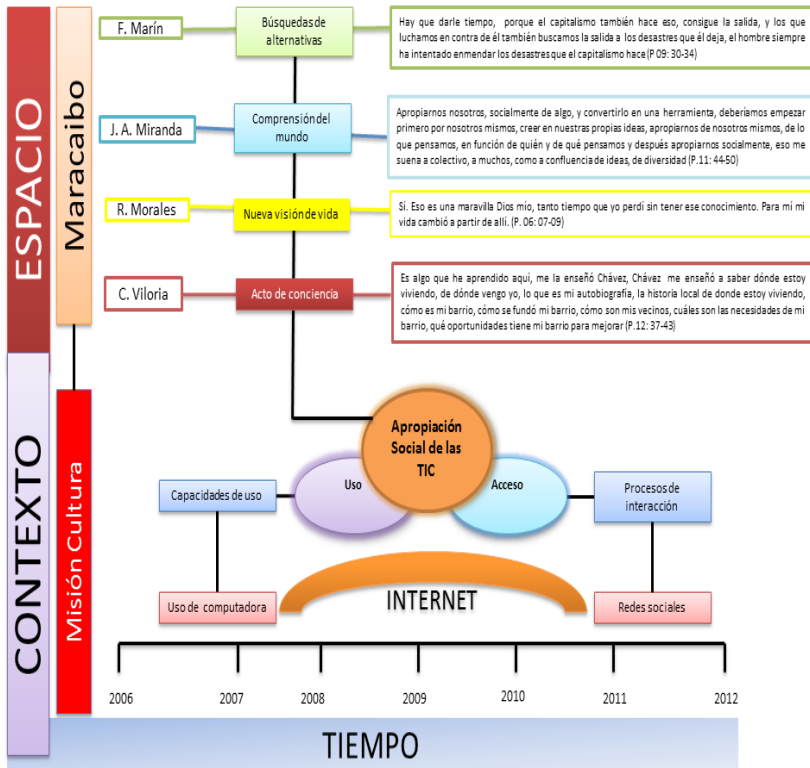 ESPACIO
Maracaibo
F. Marín
Búsquedas de
alternativas
Hay que darle tiempo, porque el capitalismo también hace eso, consigue la salida, y los que
luchamos en contra de él también buscamos la salida a los desastres que él deja, el hombre siempre
ha intentado enmendar los desastres que el capitalismo hace (P 09: 30-34)
J. A. Miranda
Comprensión del
mundo
Apropiarnos nosotros, socialmente de algo, y convertirlo en una herramienta, deberíamos empezar
primero por nosotros mismos, creer en nuestras propias ideas, apropiarnos de nosotros mismos, de lo
que pensamos, en función de quién y de qué pensamos y después apropiarnos socialmente, eso me
suena a colectivo, a muchos, como a confluencia de ideas, de diversidad (P.11: 44-50)
R. Morales
Nueva visión de vida
Sí. Eso es una maravilla Dios mío, tanto tiempo que yo perdí sin tener ese conocimiento. Para mí mi
vida cambió a partir de allí. (P. 06: 07-09)
C. Viloria
Acto de conciencia
Es algo que he aprendido aquí, me la enseñó Chávez, Chávez me enseñó a saber dónde estoy
viviendo, de dónde vengo yo, lo que es mi autobiografía, la historia local de donde estoy viviendo,
cómo es mi barrio, cómo se fundó mi barrio, cómo son mis vecinos, cuáles son las necesidades de mi
barrio, qué oportunidades tiene mi barrio para mejorar (P.12: 37-43)
CONTEXTO
Misión Cultura
Apropiación
Social de las
TIC
Uso
Acceso
Capacidades de uso
Procesos de
interacción
Uso de computadora
INTERNET
Redes sociales
2006
2007
2008
2009
2010
2011
2012
TIEMPO